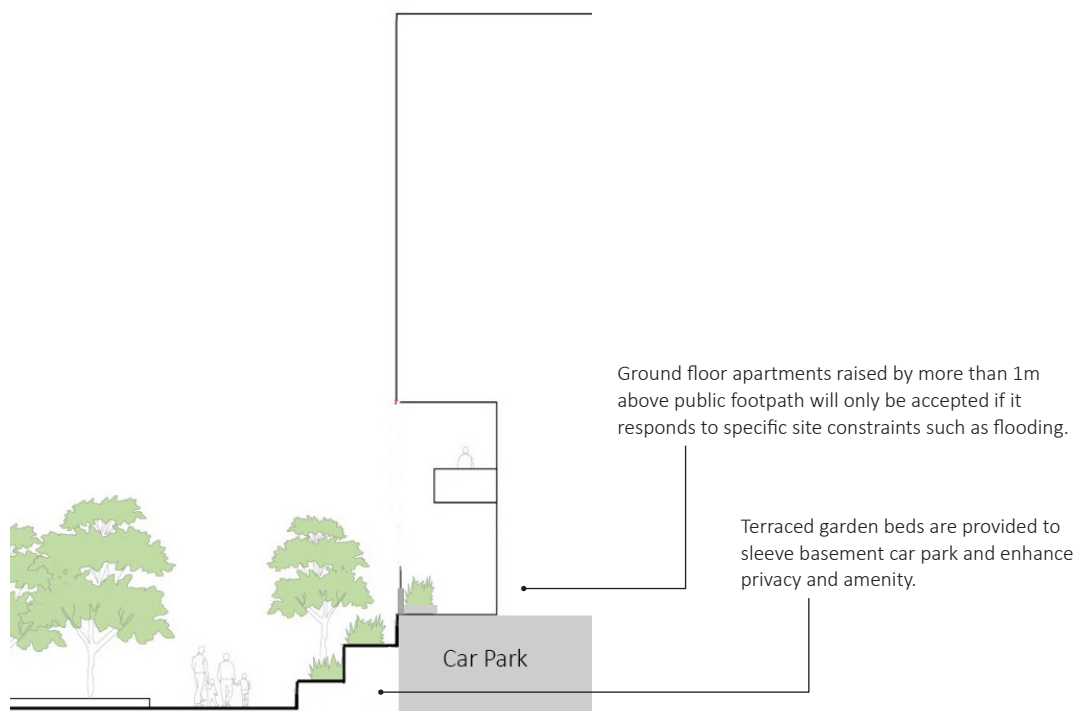 Ground floor apartments raised by more than 1m
above public footpath will only be accepted if it
responds to specific site constraints such as flooding.
Terraced garden beds are provided to
sleeve basement car park and enhance
privacy and amenity.
Car Park